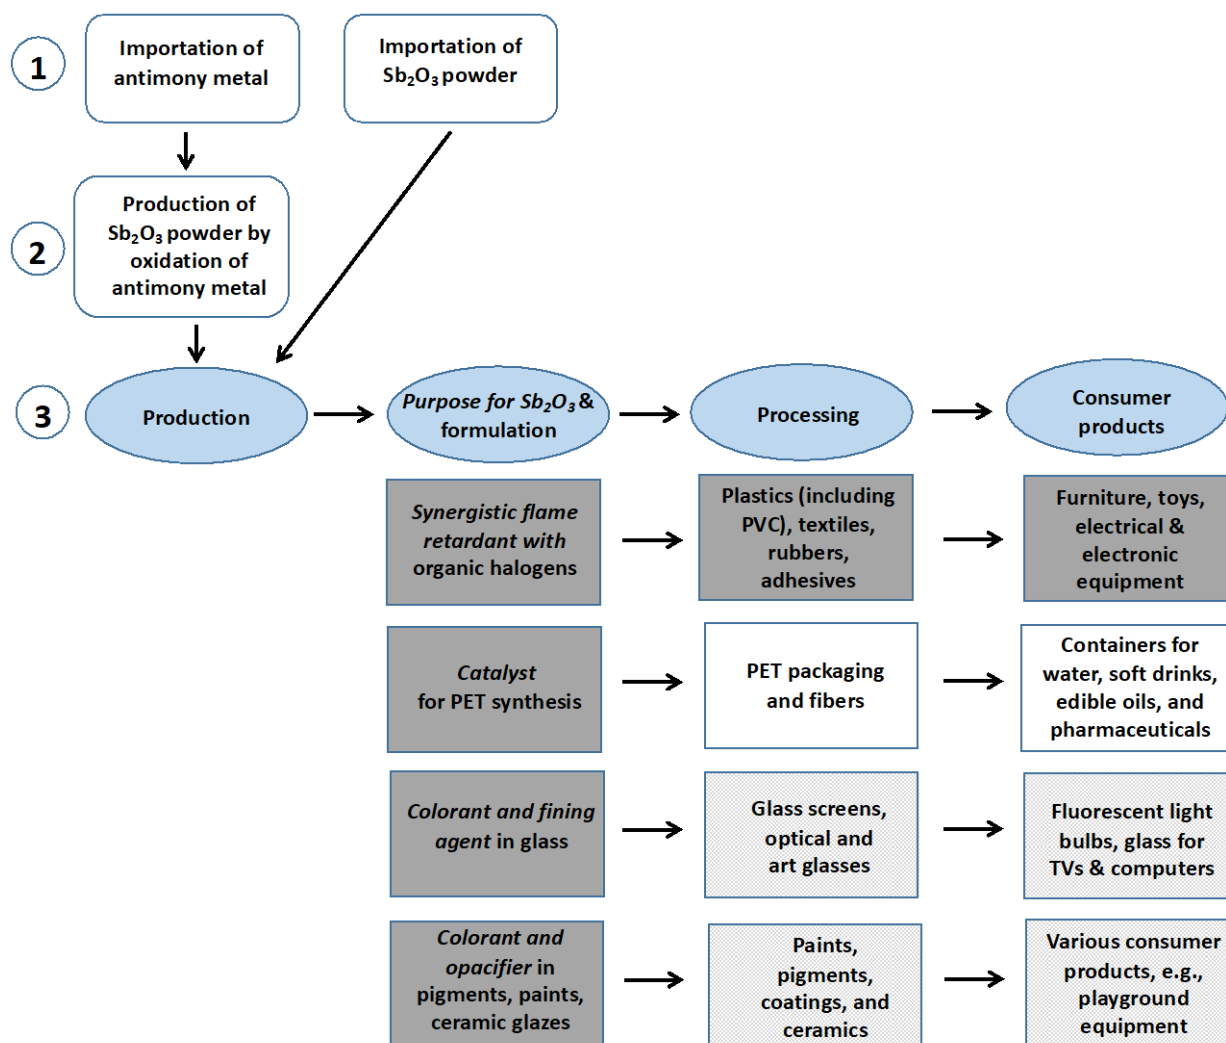 1
Importation of
antimony metal
Importation of
Sb₂O₃ powder
2
Production of
Sb₂O₃ powder by
oxidation of
antimony metal
3
Production
Purpose for Sb₂O₃ &
formulation
Processing
Consumer
products
Synergistic flame
retardant with
organic halogens
Plastics (including
PVC), textiles,
rubbers,
adhesives
Furniture, toys,
electrical &
electronic
equipment
Catalyst
for PET synthesis
PET packaging
and fibers
Containers for
water, soft drinks,
edible oils, and
pharmaceuticals
Colorant and fining
agent in glass
Glass screens,
optical and
art glasses
Fluorescent light
bulbs, glass for
TVs & computers
Colorant and
opacifier in
pigments, paints,
ceramic glazes
Paints,
pigments,
coatings, and
ceramics
Various consumer
products, e.g.,
playground
equipment